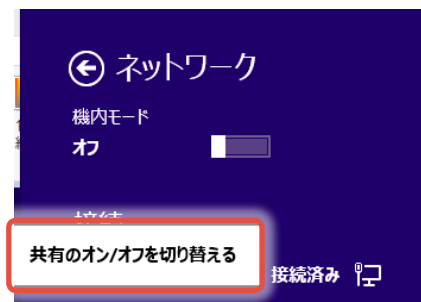 ネットワーク
機内モード
オフ
共有のオン/オフを切り替える
接続済み